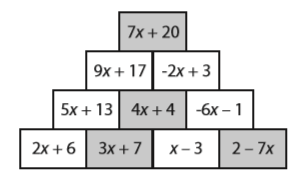 7x + 20
9x + 17 -2x + 3
5x + 13 4x + 4 -6x – 1
2x + 6 3x + 7 x – 3 2 – 7x